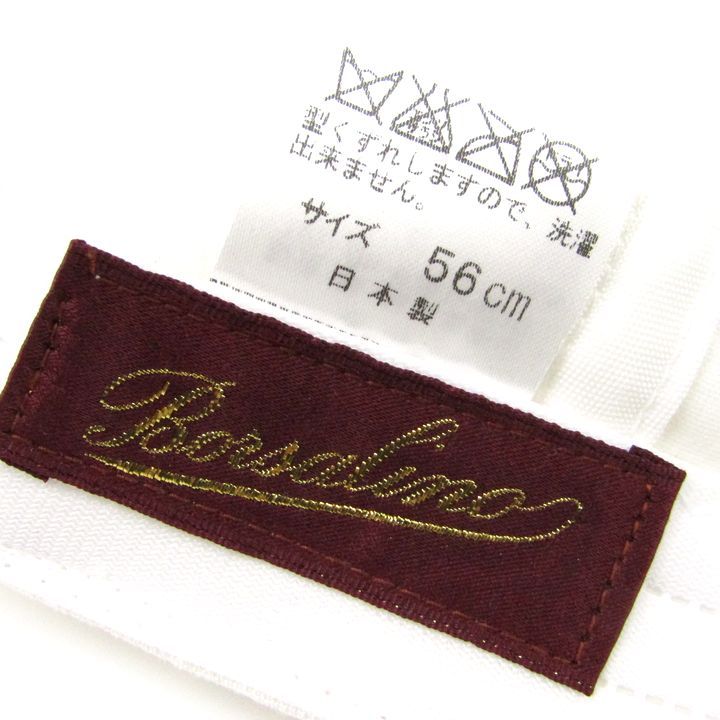 型くずれしますので、洗濯
出来ません。
サイズ 56cm
日本製
Borsalino